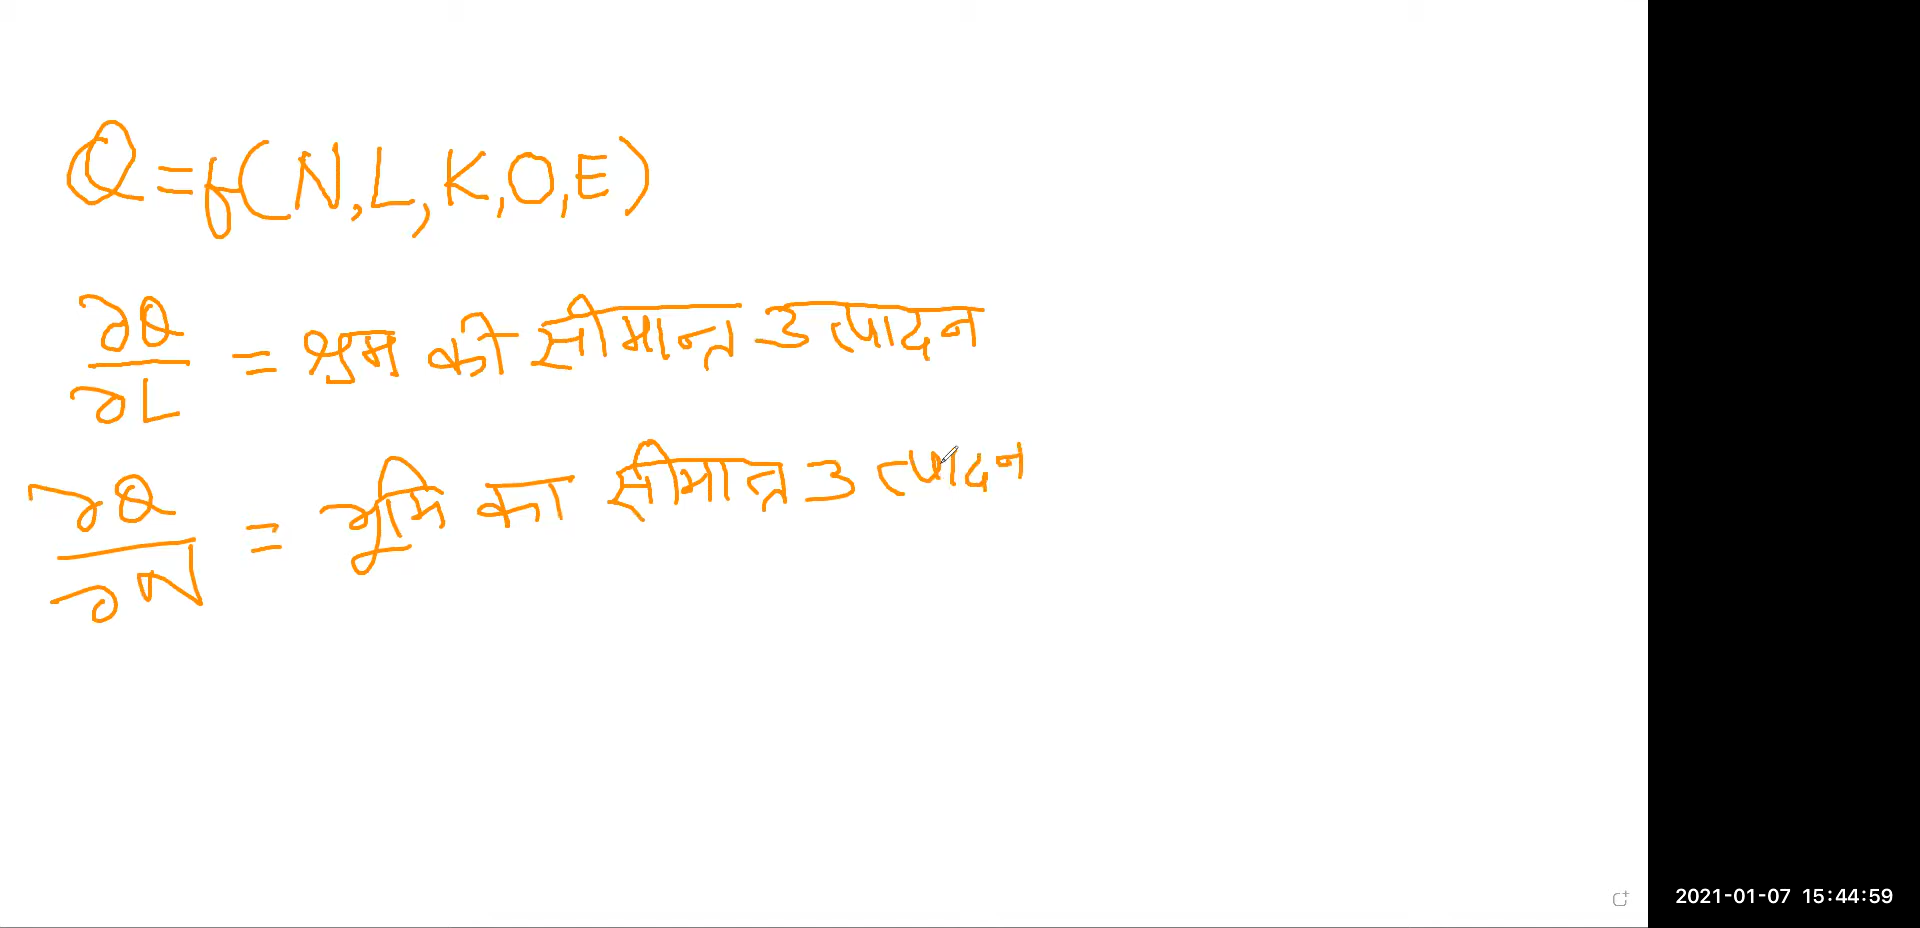 Q=f(N,L,K,O,E)
∂Q/∂L = श्रम की सीमान्त उत्पादन
∂Q/∂N = भूमि का सीमान्त उत्पादन
2021-01-07 15:44:59